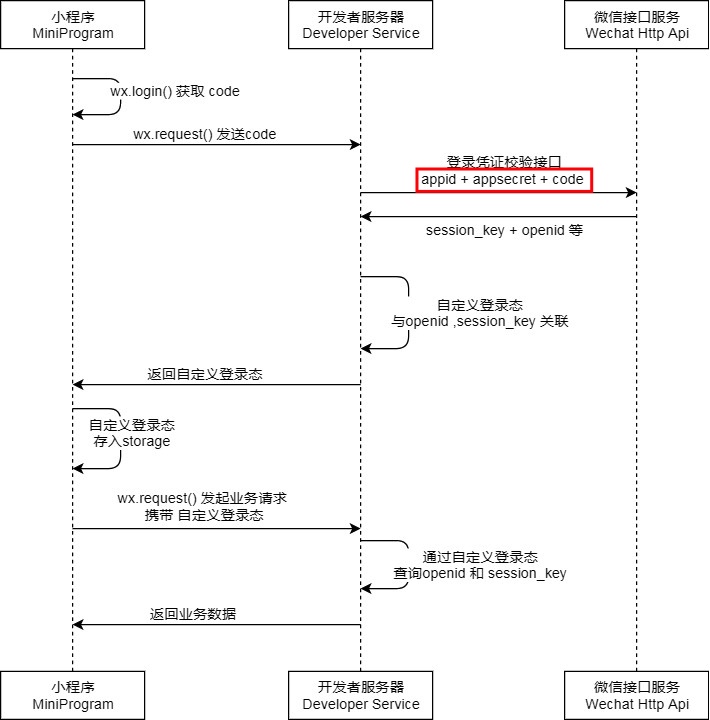 小程序
MiniProgram
开发者服务器
Developer Service
微信接口服务
Wechat Http Api
wx.login() 获取 code
wx.request() 发送code
登录凭证校验接口
appid + appsecret + code
session_key + openid 等
自定义登录态
与openid ,session_key 关联
返回自定义登录态
自定义登录态
存入storage
wx.request() 发起业务请求
携带 自定义登录态
通过自定义登录态
查询openid 和 session_key
返回业务数据
小程序
MiniProgram
开发者服务器
Developer Service
微信接口服务
Wechat Http Api